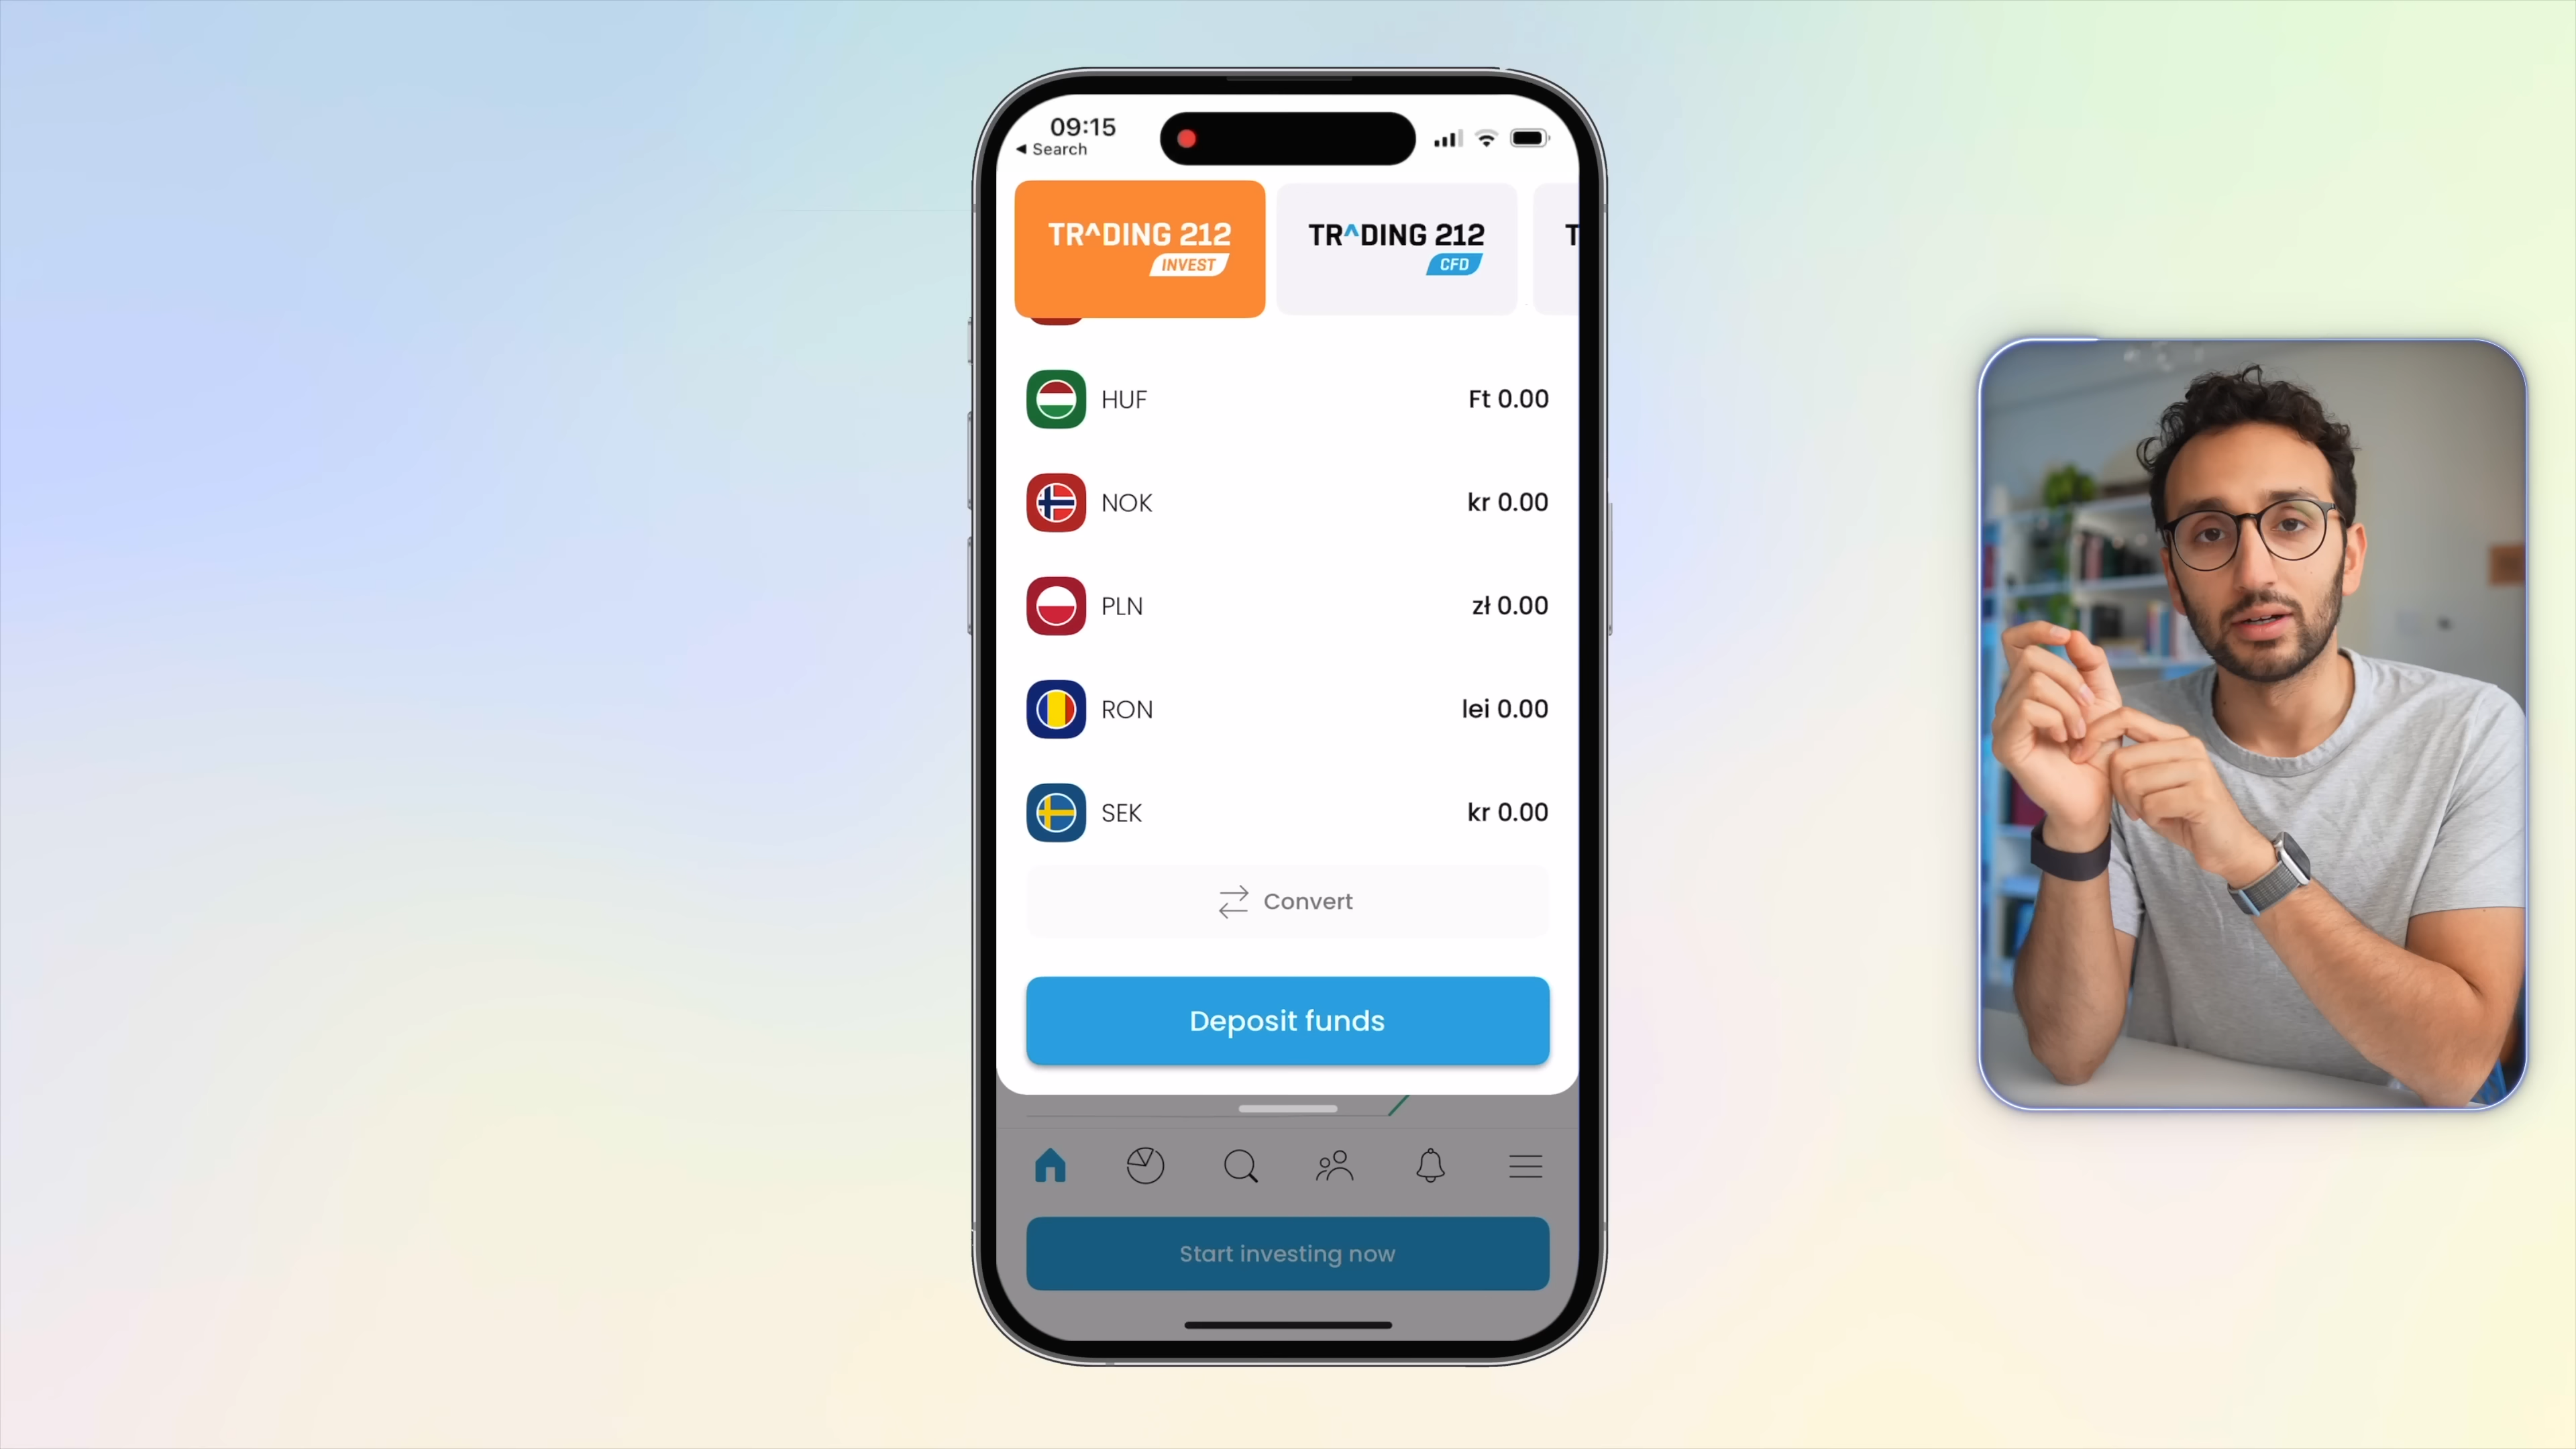 09:15
◀ Search
TR^DING 212
INVEST
TR^DING 212
CFD
T
HUF
Ft 0.00
NOK
kr 0.00
PLN
zł 0.00
RON
lei 0.00
SEK
kr 0.00
Convert
Deposit funds
Start investing now